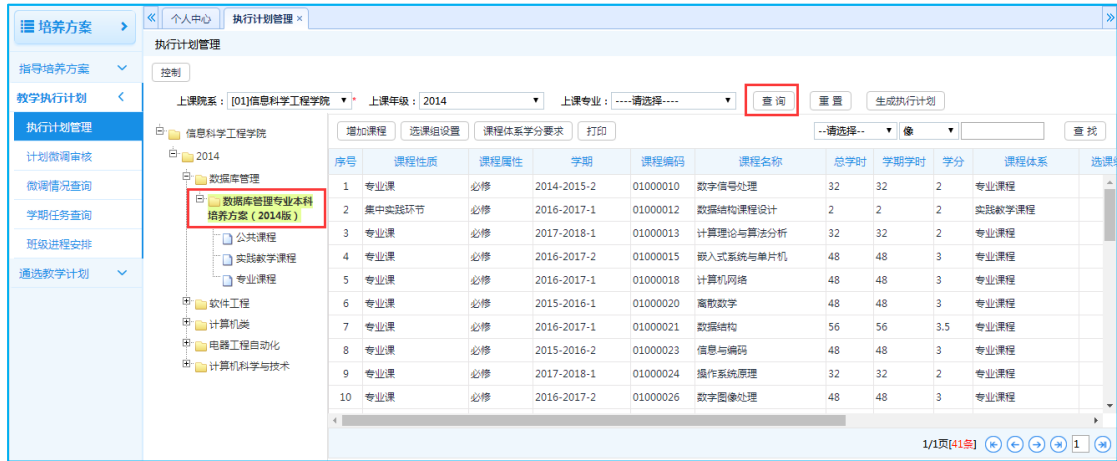 培养方案
指导培养方案
教学执行计划
执行计划管理
计划微调审核
微调情况查询
学期任务查询
班级进程安排
通选教学计划
个人中心 执行计划管理 ×
执行计划管理
控制
上课院系： [01]信息科学工程学院 * 上课年级： 2014 上课专业： ----请选择---- 查 询 重 置 生成执行计划
信息科学工程学院
2014
数据库管理
数据库管理专业本科
培养方案（2014版）
公共课程
实践教学课程
专业课程
软件工程
计算机类
电器工程自动化
计算机科学与技术
增加课程 选课组设置 课程体系学分要求 打印 --请选择-- 像 查 找
序号 课程性质 课程属性 学期 课程编码 课程名称 总学时 学期学时 学分 课程体系 选课
1 专业课 必修 2014-2015-2 01000010 数字信号处理 32 32 2 专业课程
2 集中实践环节 必修 2016-2017-1 01000012 数据结构课程设计 2 2 2 实践教学课程
3 专业课 必修 2017-2018-1 01000013 计算理论与算法分析 32 32 2 专业课程
4 专业课 必修 2016-2017-2 01000015 嵌入式系统与单片机 48 48 3 专业课程
5 专业课 必修 2016-2017-1 01000018 计算机网络 48 48 3 专业课程
6 专业课 必修 2015-2016-1 01000020 离散数学 48 48 3 专业课程
7 专业课 必修 2016-2017-1 01000021 数据结构 56 56 3.5 专业课程
8 专业课 必修 2015-2016-2 01000023 信息与编码 48 48 3 专业课程
9 专业课 必修 2017-2018-1 01000024 操作系统原理 32 32 2 专业课程
10 专业课 必修 2016-2017-2 01000026 数字图像处理 48 48 3 专业课程
1/1页[41条] 1